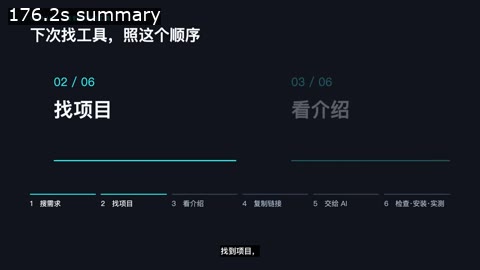 176.2s summary
下次找工具，照这个顺序
02 / 06
03 / 06
找项目
看介绍
1 搜需求
2 找项目
3 看介绍
4 复制链接
5 交给 AI
6 检查·安装·实测
找到项目，